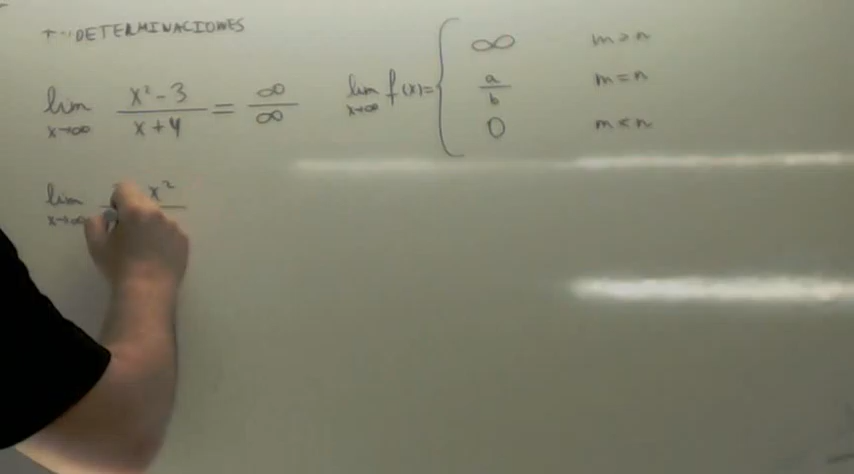 DETERMINACIONES
lim x→∞ x² - 3 / x + 4 = ∞ / ∞
lim x→∞ f(x) = { ∞ m > n
a / b m = n
0 m < n
lim x→∞ x²